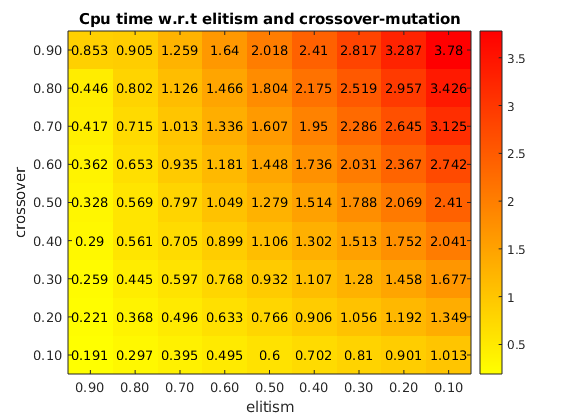 Cpu time w.r.t elitism and crossover-mutation
0.90 0.853 0.905 1.259 1.64 2.018 2.41 2.817 3.287 3.78
0.80 0.446 0.802 1.126 1.466 1.804 2.175 2.519 2.957 3.426
0.70 0.417 0.715 1.013 1.336 1.607 1.95 2.286 2.645 3.125
0.60 0.362 0.653 0.935 1.181 1.448 1.736 2.031 2.367 2.742
0.50 0.328 0.569 0.797 1.049 1.279 1.514 1.788 2.069 2.41
0.40 0.29 0.561 0.705 0.899 1.106 1.302 1.513 1.752 2.041
0.30 0.259 0.445 0.597 0.768 0.932 1.107 1.28 1.458 1.677
0.20 0.221 0.368 0.496 0.633 0.766 0.906 1.056 1.192 1.349
0.10 0.191 0.297 0.395 0.495 0.6 0.702 0.81 0.901 1.013
0.90 0.80 0.70 0.60 0.50 0.40 0.30 0.20 0.10
elitism
crossover
3.5
3
2.5
2
1.5
1
0.5